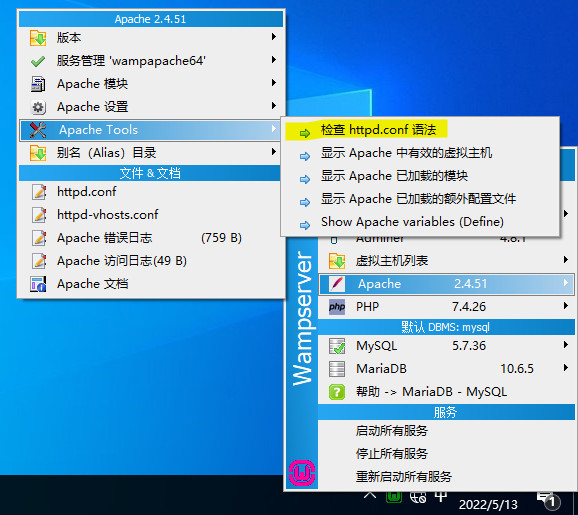 Apache 2.4.51
版本
服务管理 'wampapache64'
Apache 模块
Apache 设置
Apache Tools
别名（Alias）目录
文件 & 文档
httpd.conf
httpd-vhosts.conf
Apache 错误日志 (759 B)
Apache 访问日志(49 B)
Apache 文档
检查 httpd.conf 语法
显示 Apache 中有效的虚拟主机
显示 Apache 已加载的模块
显示 Apache 已加载的额外配置文件
Show Apache variables (Define)
Adminer 4.8.1
虚拟主机列表
Apache 2.4.51
PHP 7.4.26
默认 DBMS: mysql
MySQL 5.7.36
MariaDB 10.6.5
帮助 -> MariaDB - MySQL
服务
启动所有服务
停止所有服务
重新启动所有服务
Wampserver
中
2022/5/13
1